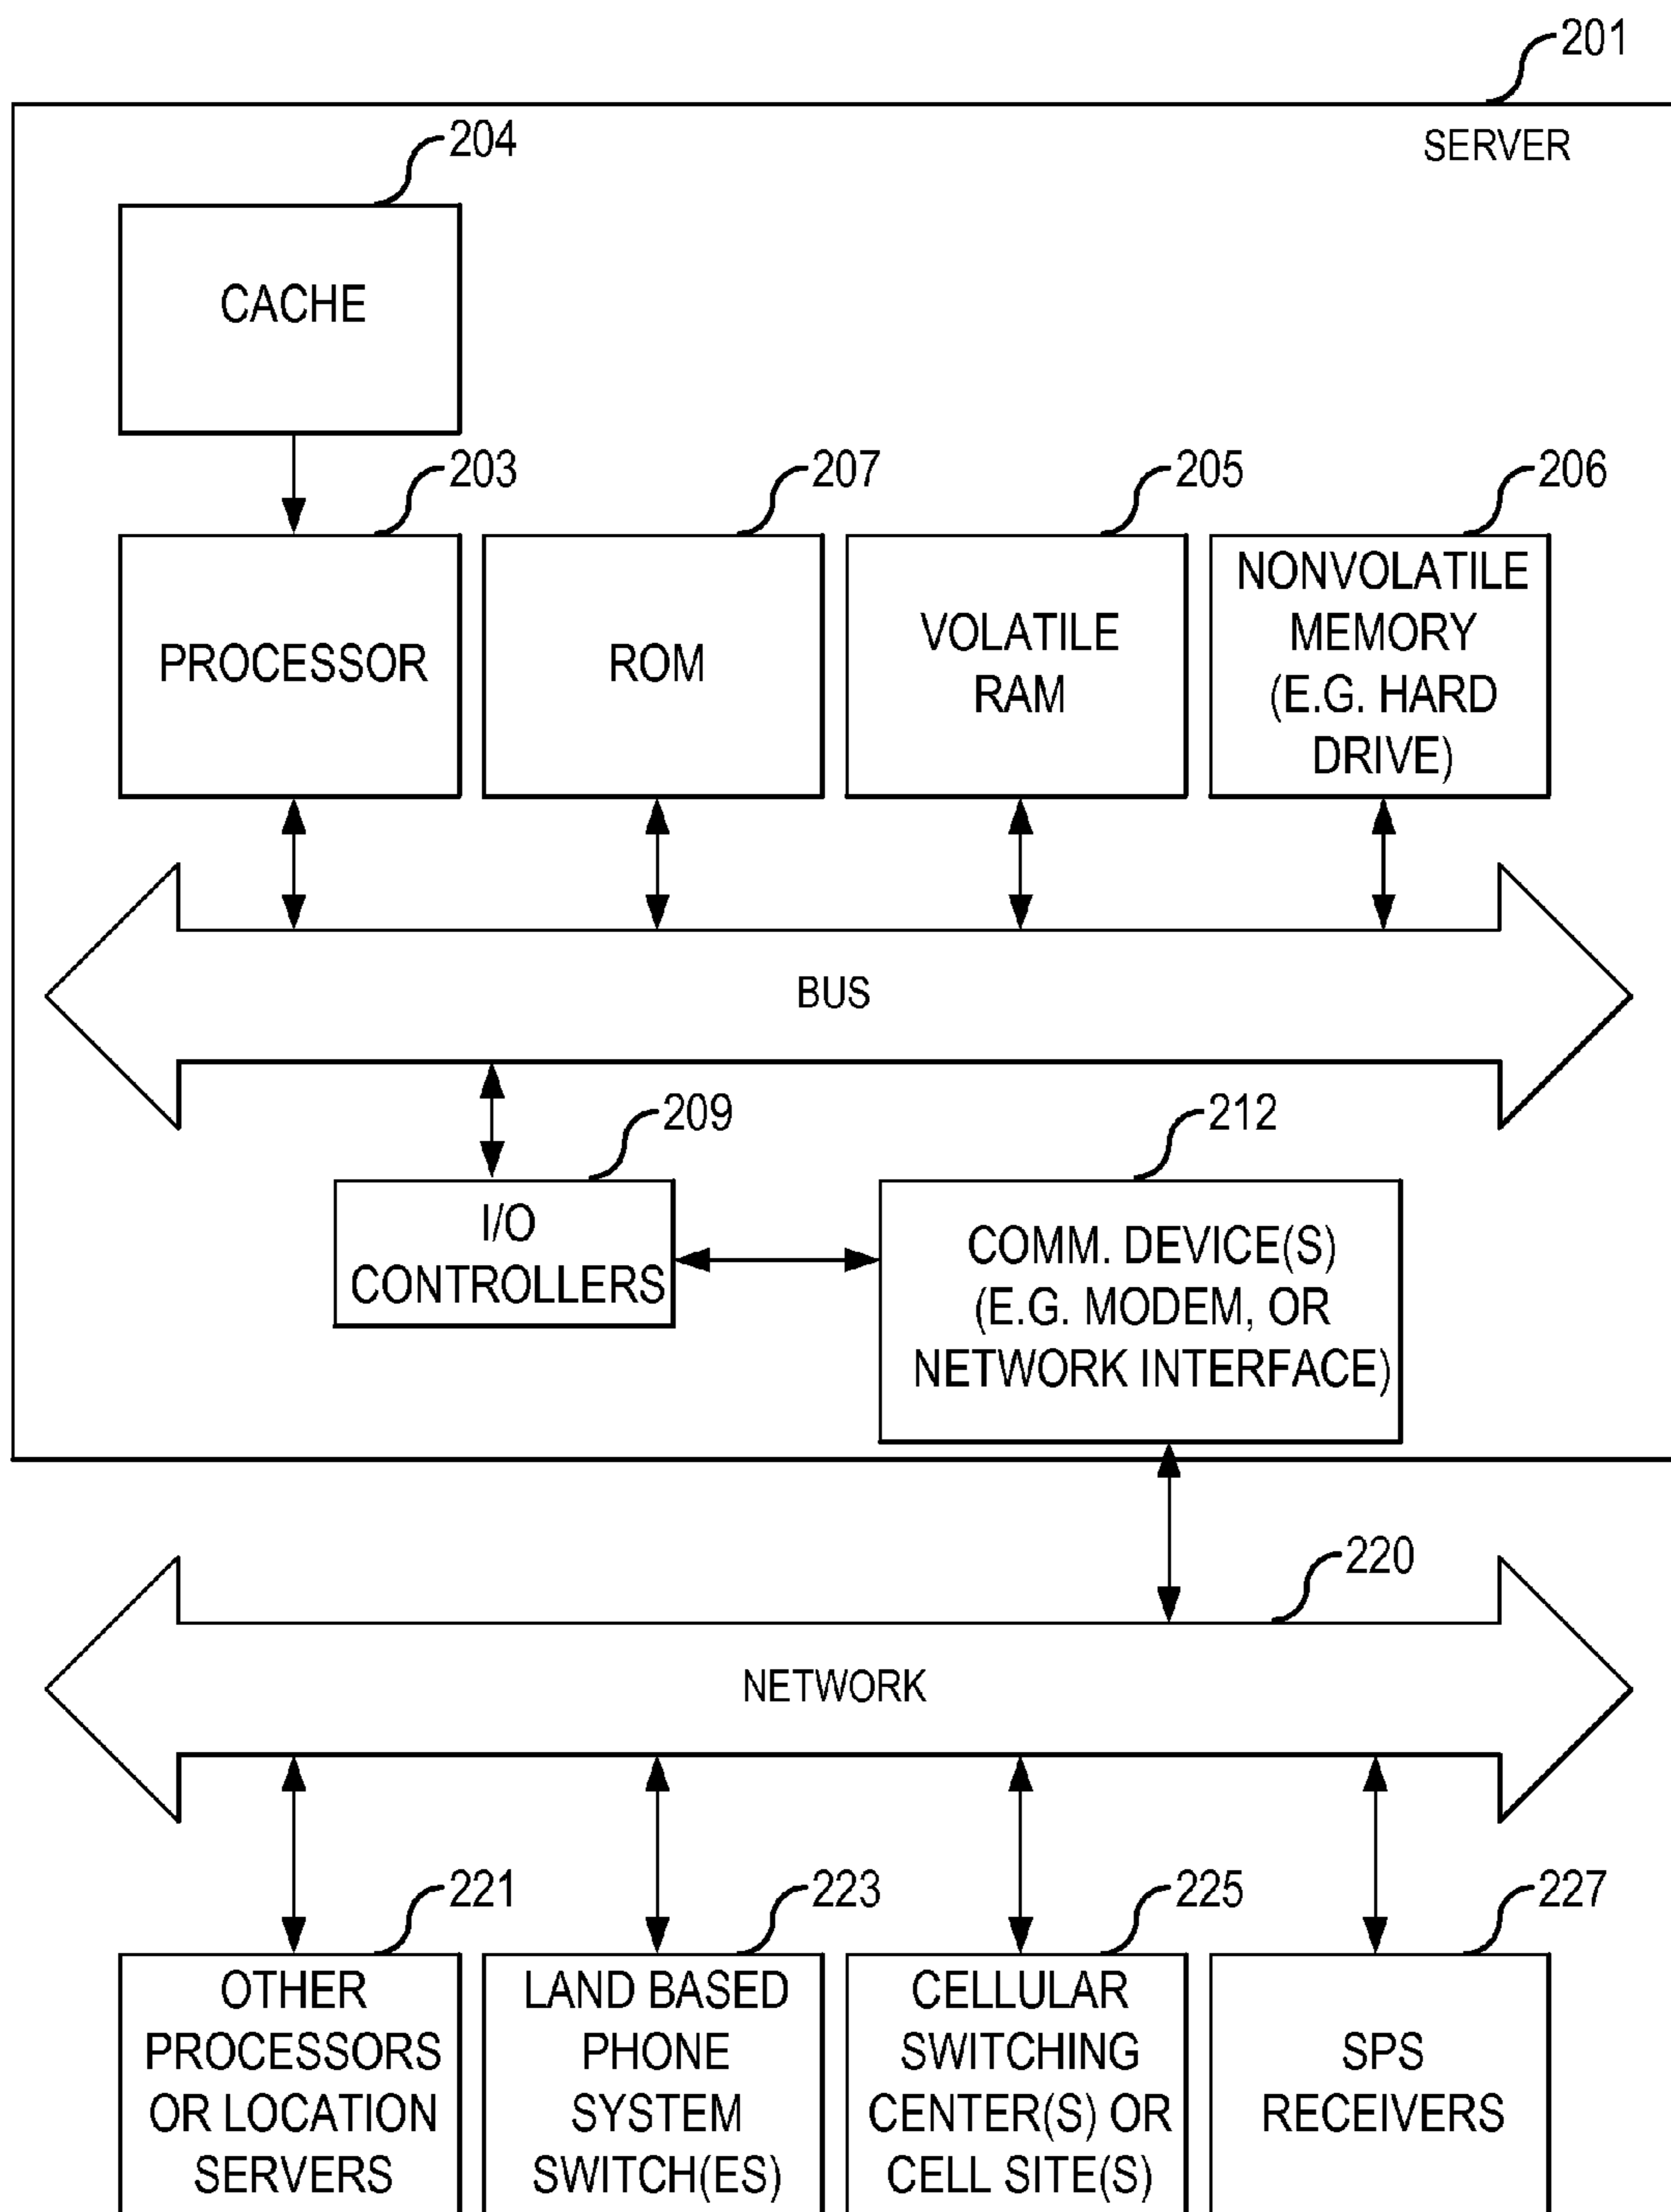 201
SERVER
204
CACHE
203
207
205
206
PROCESSOR
ROM
VOLATILE
RAM
NONVOLATILE
MEMORY
(E.G. HARD
DRIVE)
BUS
209
212
I/O
CONTROLLERS
COMM. DEVICE(S)
(E.G. MODEM, OR
NETWORK INTERFACE)
220
NETWORK
221
223
225
227
OTHER
PROCESSORS
OR LOCATION
SERVERS
LAND BASED
PHONE
SYSTEM
SWITCH(ES)
CELLULAR
SWITCHING
CENTER(S) OR
CELL SITE(S)
SPS
RECEIVERS